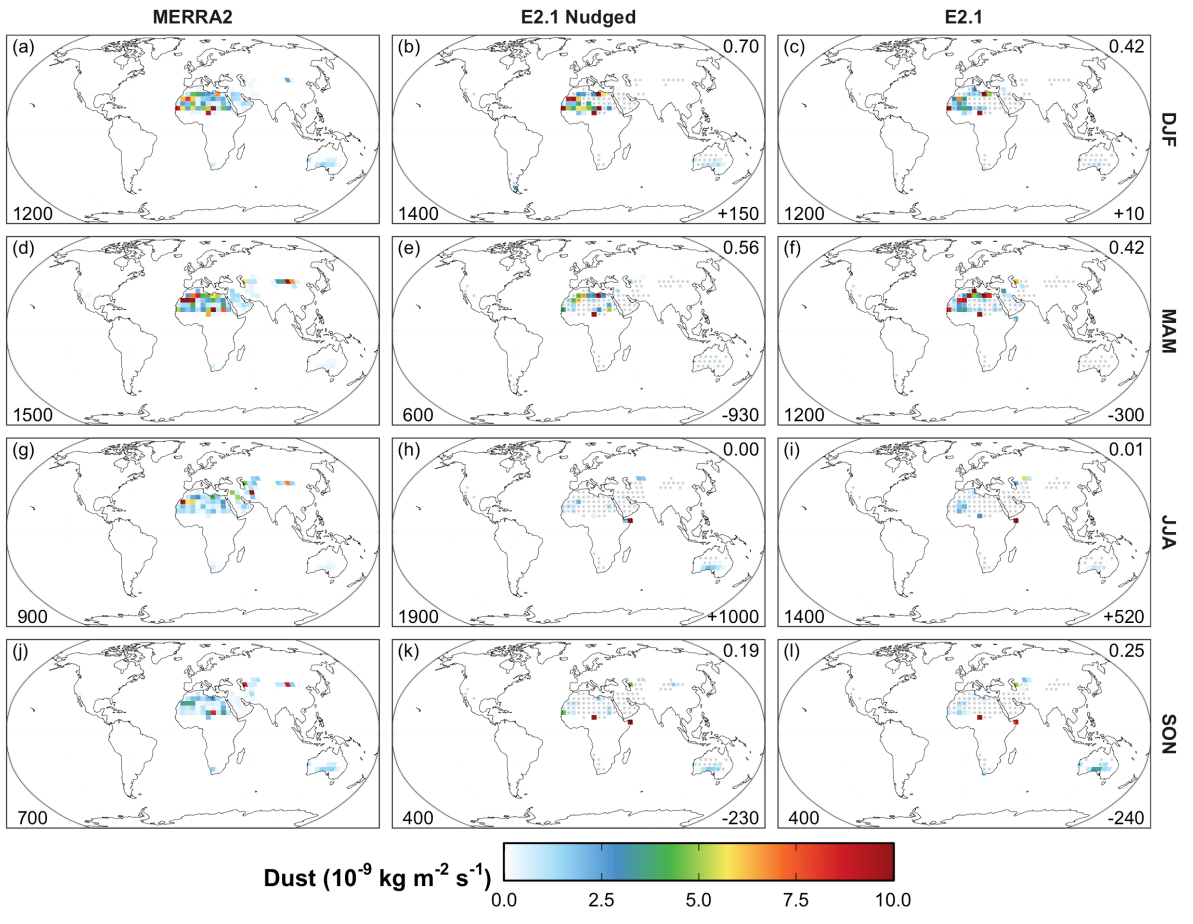 MERRA2 E2.1 Nudged E2.1
(a) (b) 0.70 (c) 0.42
DJF
1200 1400 +150 1200 +10
(d) (e) 0.56 (f) 0.42
MAM
1500 600 -930 1200 -300
(g) (h) 0.00 (i) 0.01
JJA
900 1900 +1000 1400 +520
(j) (k) 0.19 (l) 0.25
SON
700 400 -230 400 -240
Dust (10⁻⁹ kg m⁻² s⁻¹)
0.0 2.5 5.0 7.5 10.0